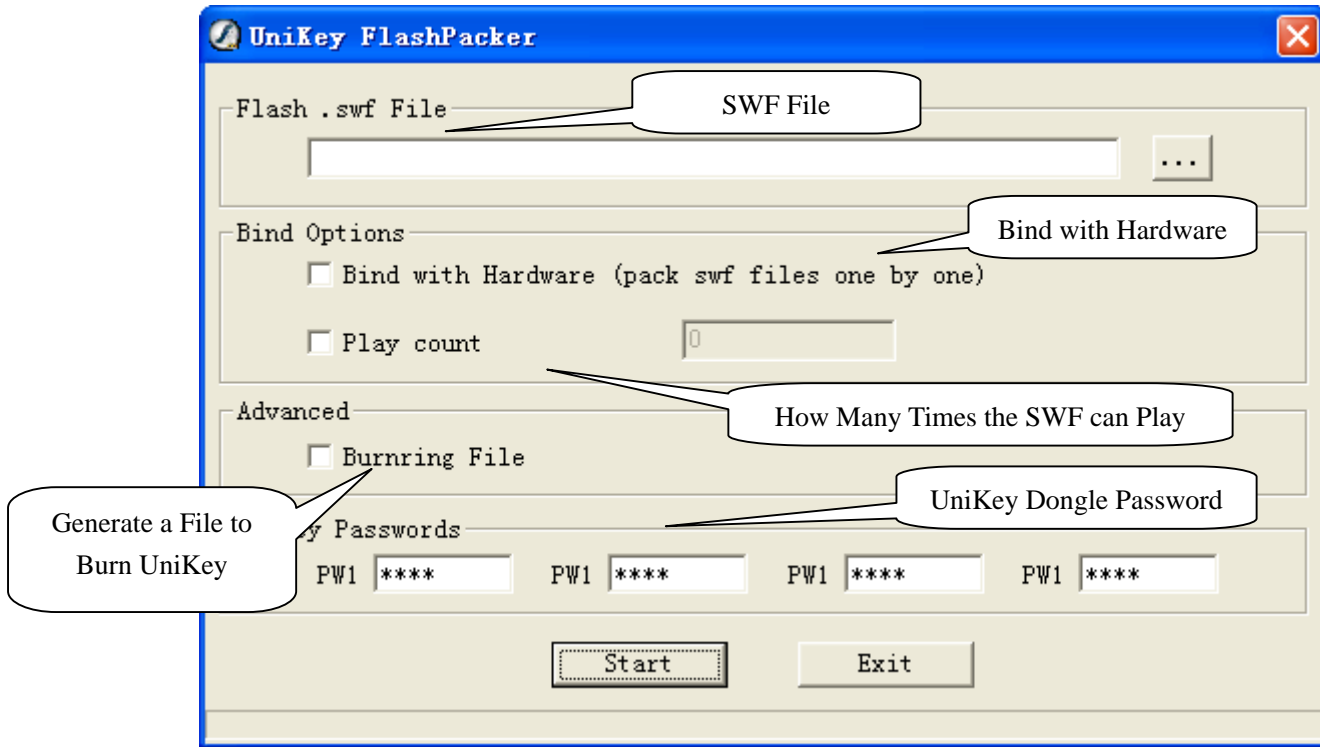 UniKey FlashPacker
Flash .swf File
SWF File
...
Bind Options
Bind with Hardware
Bind with Hardware (pack swf files one by one)
Play count
0
How Many Times the SWF can Play
Advanced
Burnring File
UniKey Dongle Password
Generate a File to
Burn UniKey
Passwords
PW1 **** PW1 **** PW1 **** PW1 ****
Start Exit